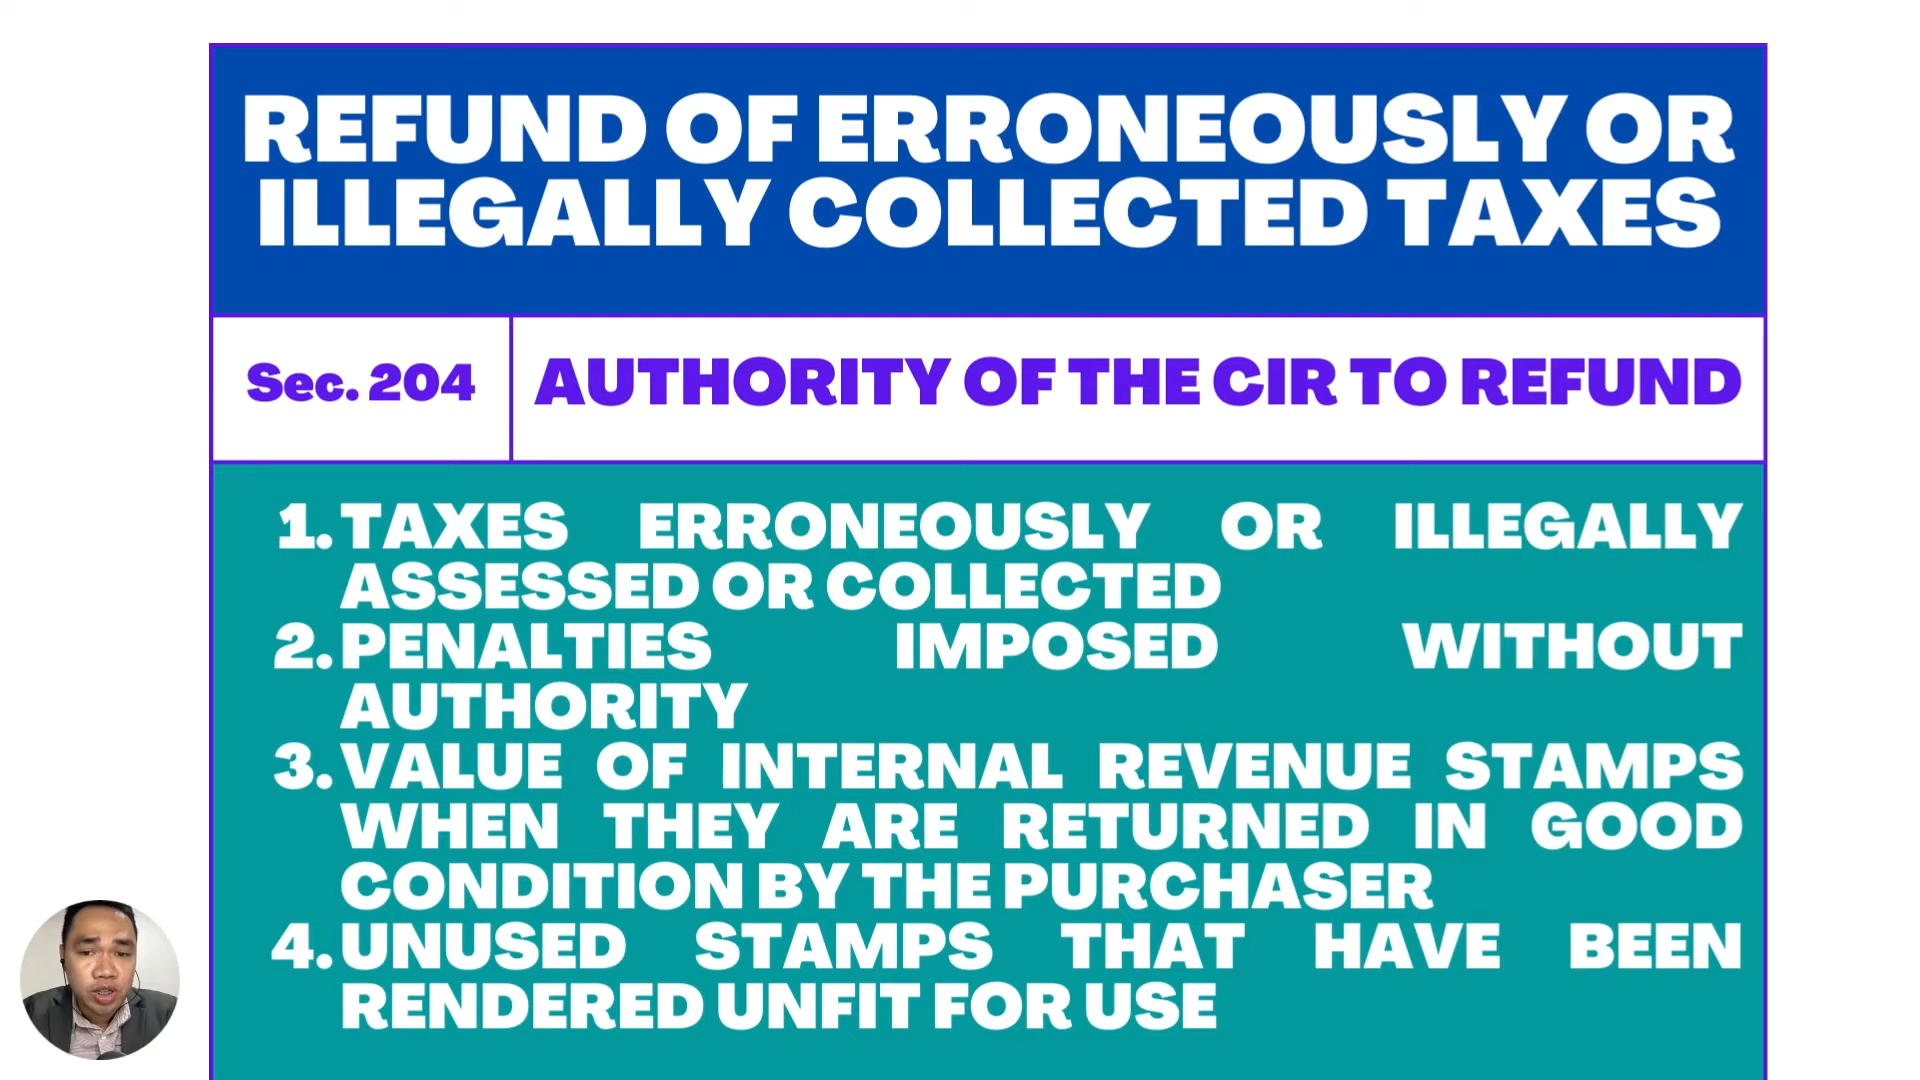 REFUND OF ERRONEOUSLY OR
ILLEGALLY COLLECTED TAXES
Sec. 204
AUTHORITY OF THE CIR TO REFUND
1. TAXES ERRONEOUSLY OR ILLEGALLY
ASSESSED OR COLLECTED
2. PENALTIES IMPOSED WITHOUT
AUTHORITY
3. VALUE OF INTERNAL REVENUE STAMPS
WHEN THEY ARE RETURNED IN GOOD
CONDITION BY THE PURCHASER
4. UNUSED STAMPS THAT HAVE BEEN
RENDERED UNFIT FOR USE